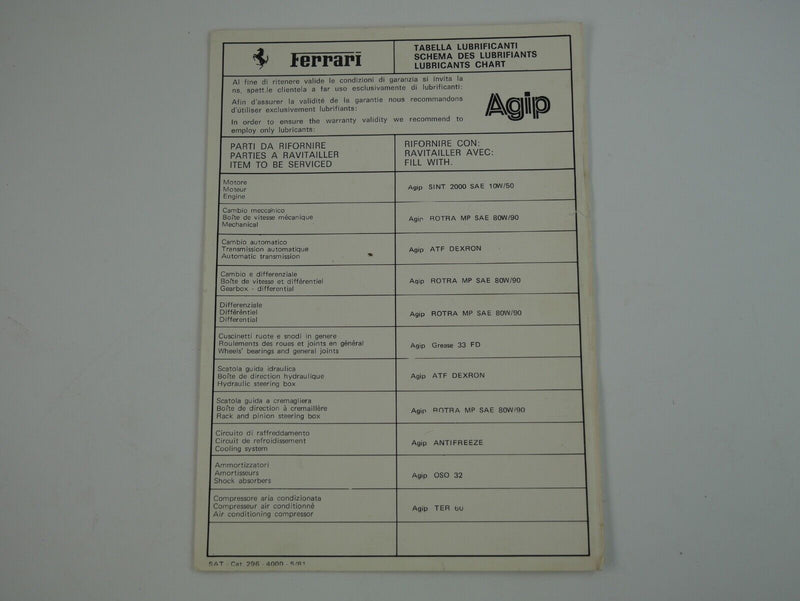 Ferrari
TABELLA LUBRIFICANTI
SCHEMA DES LUBRIFIANTS
LUBRICANTS CHART
Al fine di ritenere valide le condizioni di garanzia si invita la
ns. spett.le clientela a far uso esclusivamente di lubrificanti:
Afin d'assurer la validité de la garantie nous recommandons
d'utiliser exclusivement lubrifiants:
In order to ensure the warranty validity we recommend to
employ only lubricants:
Agip
PARTI DA RIFORNIRE
PARTIES A RAVITAILLER
ITEM TO BE SERVICED
RIFORNIRE CON:
RAVITAILLER AVEC:
FILL WITH.
Motore
Moteur
Engine
Agip SINT 2000 SAE 10W/50
Cambio meccanico
Boîte de vitesse mécanique
Mechanical
Agip ROTRA MP SAE 80W/90
Cambio automatico
Transmission automatique
Automatic transmission
Agip ATF DEXRON
Cambio e differenziale
Boîte de vitesse et différentiel
Gearbox - differential
Agip ROTRA MP SAE 80W/90
Differenziale
Différéntiel
Differential
Agip ROTRA MP SAE 80W/90
Cuscinetti ruote e snodi in genere
Roulements des roues et joints en général
Wheels' bearings and general joints
Agip Grease 33 FD
Scatola guida idraulica
Boîte de direction hydraulique
Hydraulic steering box
Agip ATF DEXRON
Scatola guida a cremagliera
Boîte de direction à cremaillère
Rack and pinion steering box
Agip ROTRA MP SAE 80W/90
Circuito di raffreddamento
Circuit de refroidissement
Cooling system
Agip ANTIFREEZE
Ammortizzatori
Amortisseurs
Shock absorbers
Agip OSO 32
Compressore aria condizionata
Compresseur air conditionné
Air conditioning compressor
Agip TER 60
SAT - Cat. 296 - 4000 - 5/81